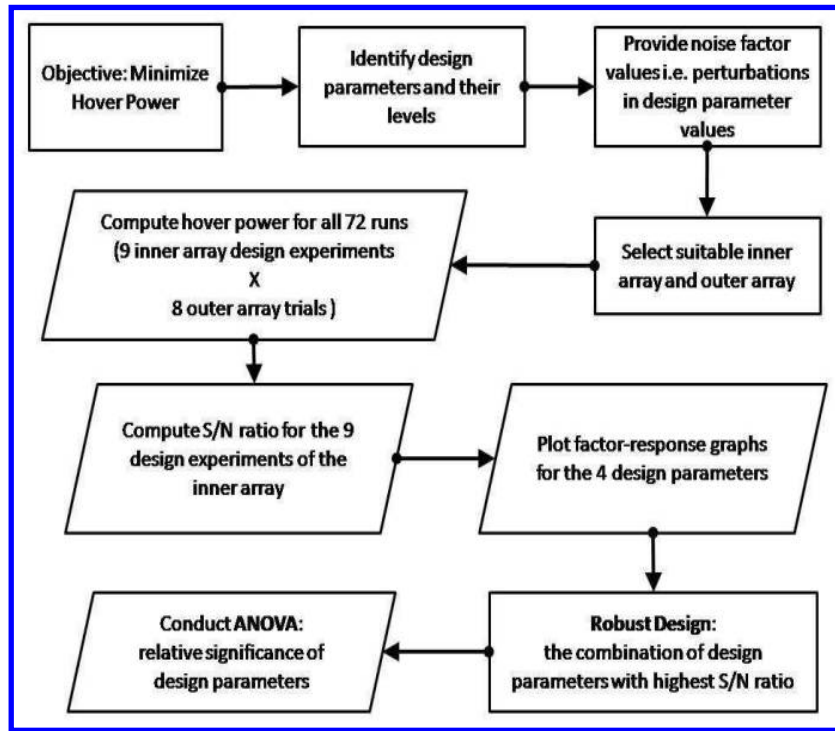 Objective: Minimize
Hover Power
Identify design
parameters and their
levels
Provide noise factor
values i.e. perturbations
in design parameter
values
Select suitable inner
array and outer array
Compute hover power for all 72 runs
(9 inner array design experiments
X
8 outer array trials )
Compute S/N ratio for the 9
design experiments of the
inner array
Plot factor-response graphs
for the 4 design parameters
Robust Design:
the combination of design
parameters with highest S/N ratio
Conduct ANOVA:
relative significance of
design parameters